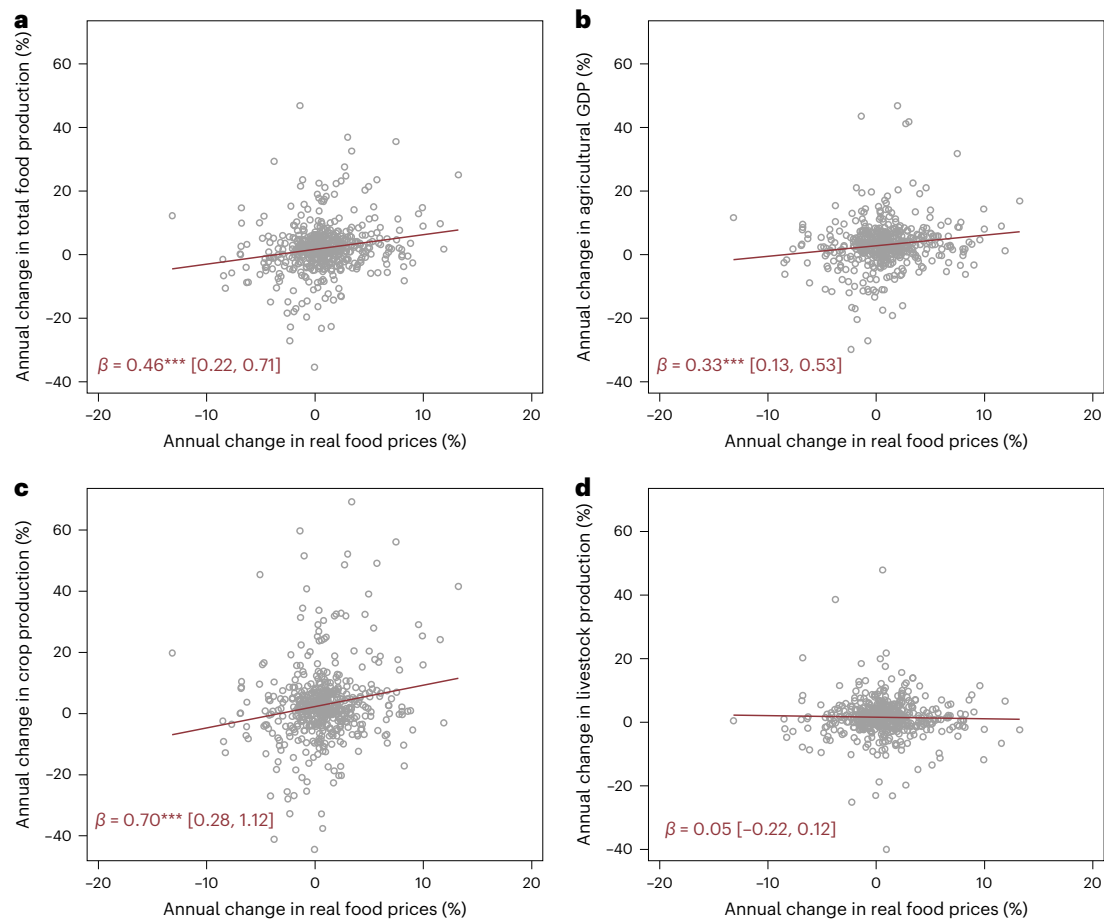 a
Annual change in total food production (%)
60
40
20
0
–20
–40
β = 0.46*** [0.22, 0.71]
–20 –10 0 10 20
Annual change in real food prices (%)
b
Annual change in agricultural GDP (%)
60
40
20
0
–20
–40
β = 0.33*** [0.13, 0.53]
–20 –10 0 10 20
Annual change in real food prices (%)
c
Annual change in crop production (%)
60
40
20
0
–20
–40
β = 0.70*** [0.28, 1.12]
–20 –10 0 10 20
Annual change in real food prices (%)
d
Annual change in livestock production (%)
60
40
20
0
–20
–40
β = 0.05 [–0.22, 0.12]
–20 –10 0 10 20
Annual change in real food prices (%)